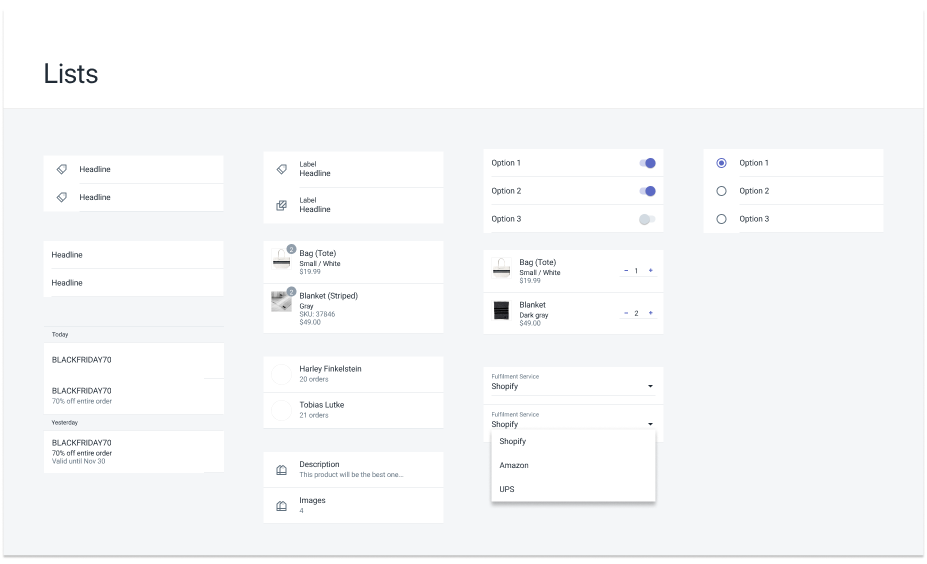 Lists
Headline
Headline
Headline
Headline
Today
BLACKFRIDAY70
BLACKFRIDAY70
70% off entire order
Yesterday
BLACKFRIDAY70
70% off entire order
Valid until Nov 30
Label
Headline
Label
Headline
2
Bag (Tote)
Small / White
$19.99
2
Blanket (Striped)
Gray
SKU: 37846
$49.00
Harley Finkelstein
20 orders
Tobias Lutke
21 orders
Description
This product will be the best one...
Images
4
Option 1
Option 2
Option 3
Bag (Tote)
Small / White
$19.99
− 1 +
Blanket
Dark gray
$49.00
− 2 +
Fulfilment Service
Shopify
Fulfilment Service
Shopify
Shopify
Amazon
UPS
Option 1
Option 2
Option 3